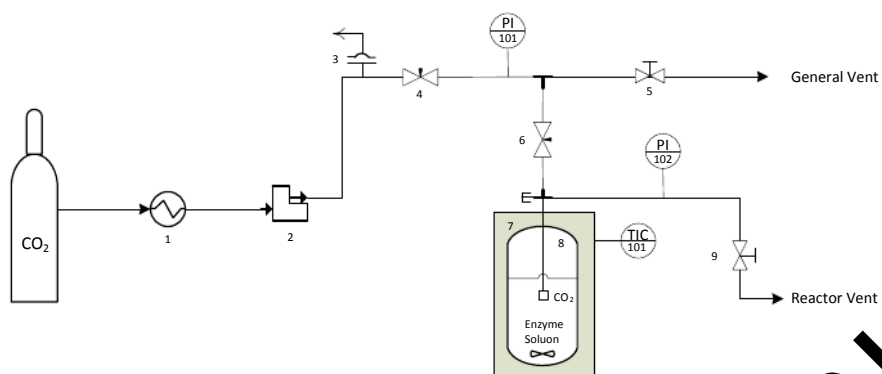 PI
101
3
4
5
General Vent
6
PI
102
CO₂
1
2
7
8
TIC
101
9
CO₂
Reactor Vent
Enzyme
Soluon